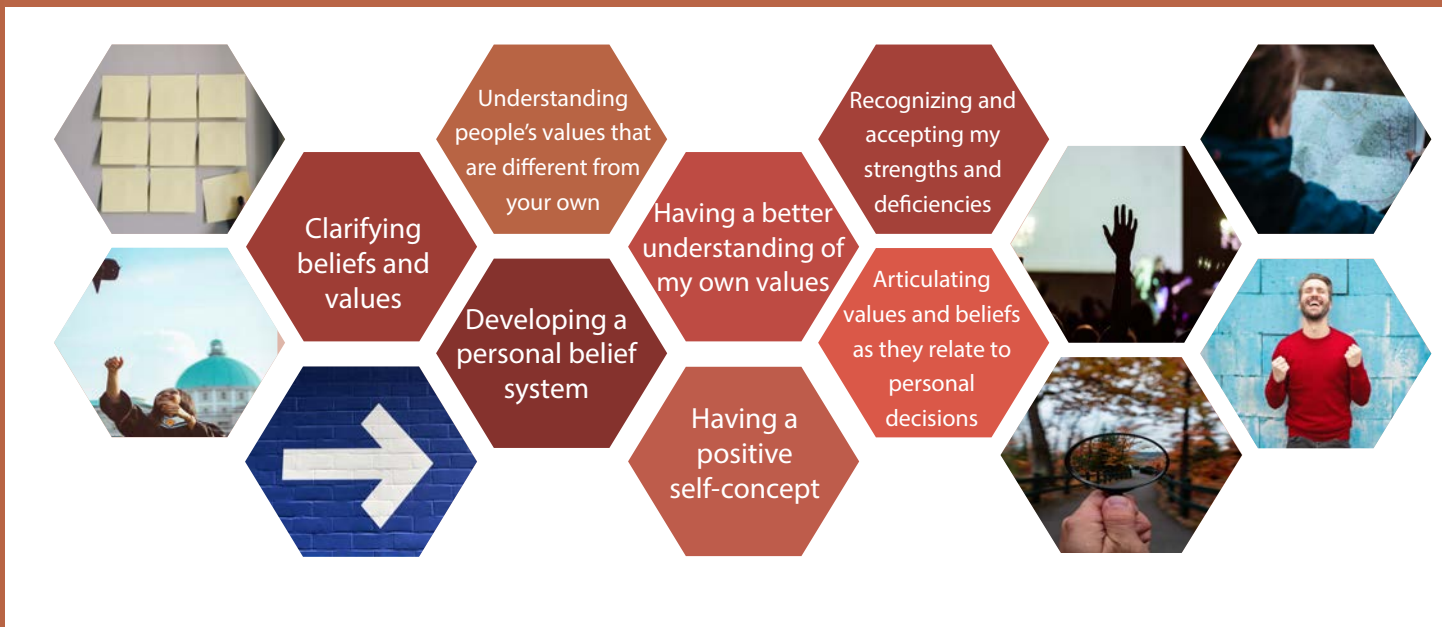 Understanding
people’s values that
are different from
your own
Recognizing and
accepting my
strengths and
deficiencies
Clarifying
beliefs and
values
Having a better
understanding of
my own values
Developing a
personal belief
system
Articulating
values and beliefs
as they relate to
personal
decisions
Having a
positive
self-concept